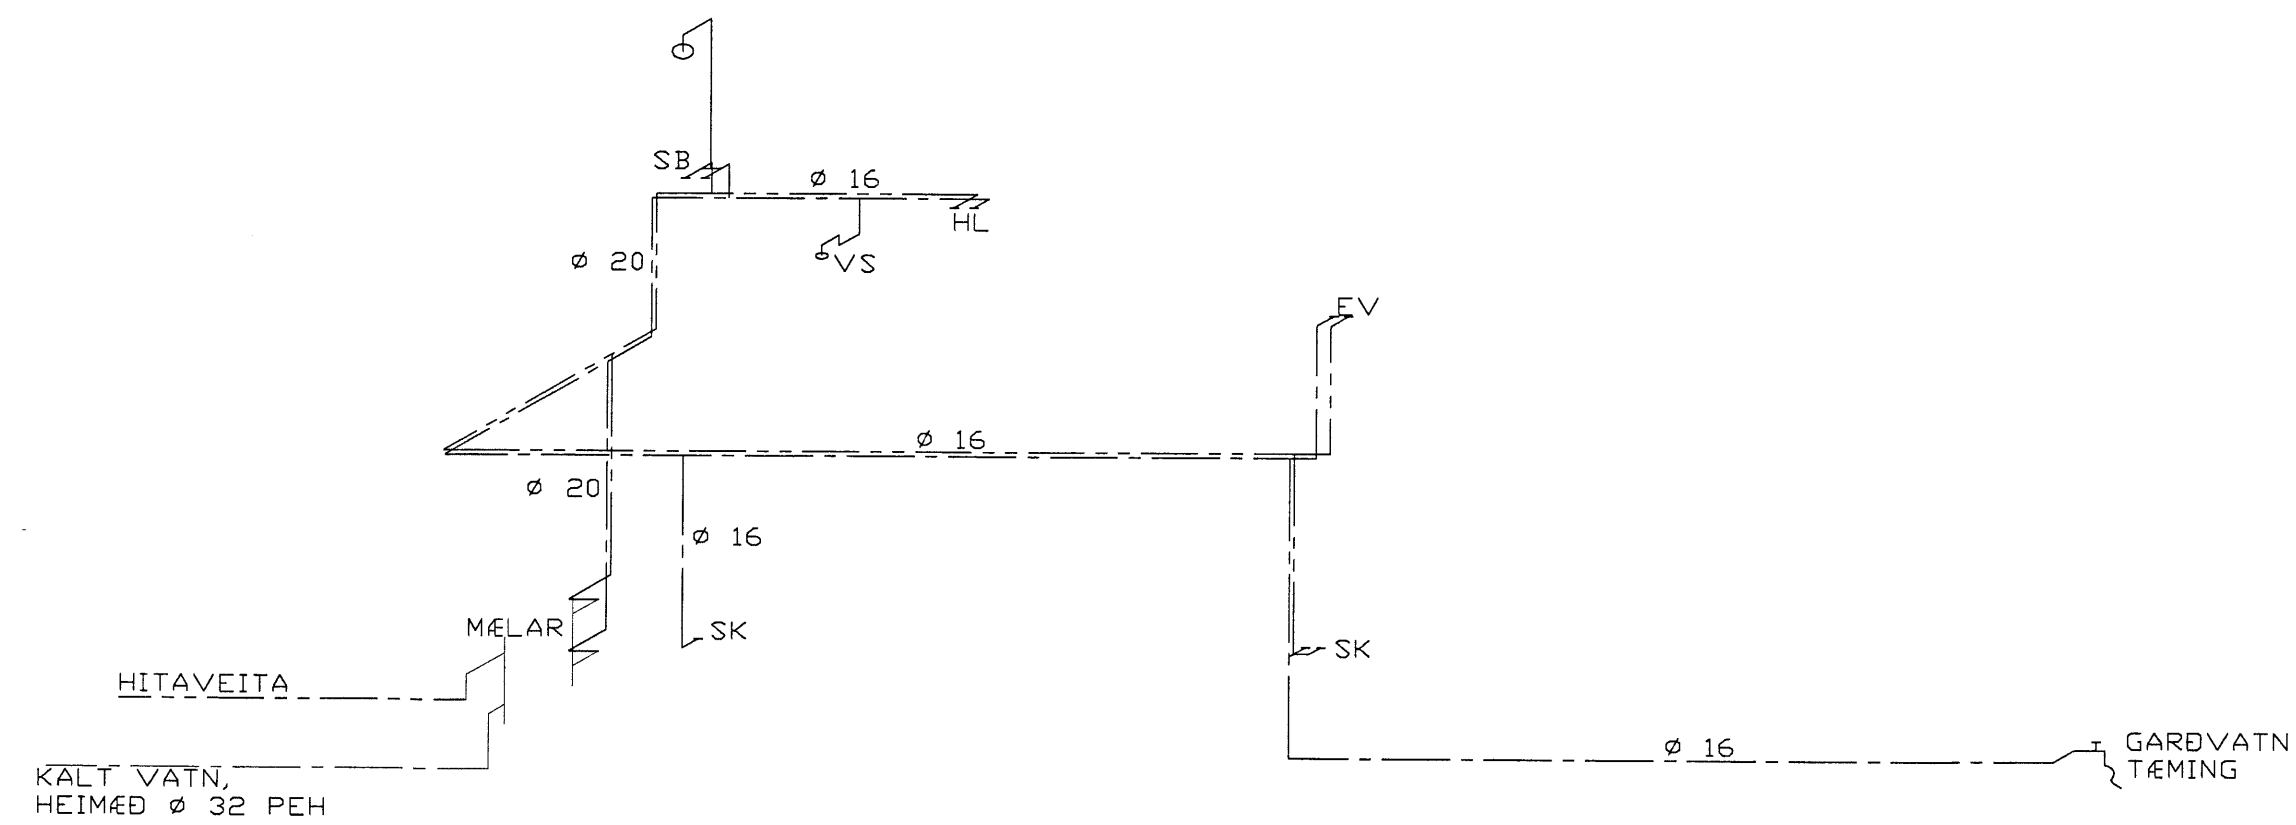 SB
Ø 16
HL
Ø 20
VS
EV
Ø 16
Ø 20
Ø 16
MÆLAR
SK
SK
HITAVEITA
Ø 16
GARÐVATN
TÆMING
KALT VATN,
HEIMÆÐ Ø 32 PEH